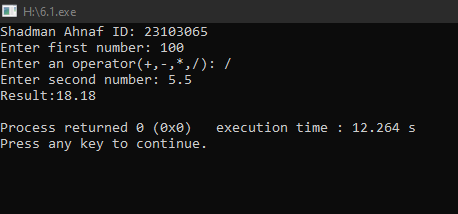 H:\6.1.exe
Shadman Ahnaf ID: 23103065
Enter first number: 100
Enter an operator(+,-,*,/): /
Enter second number: 5.5
Result:18.18
Process returned 0 (0x0)   execution time : 12.264 s
Press any key to continue.